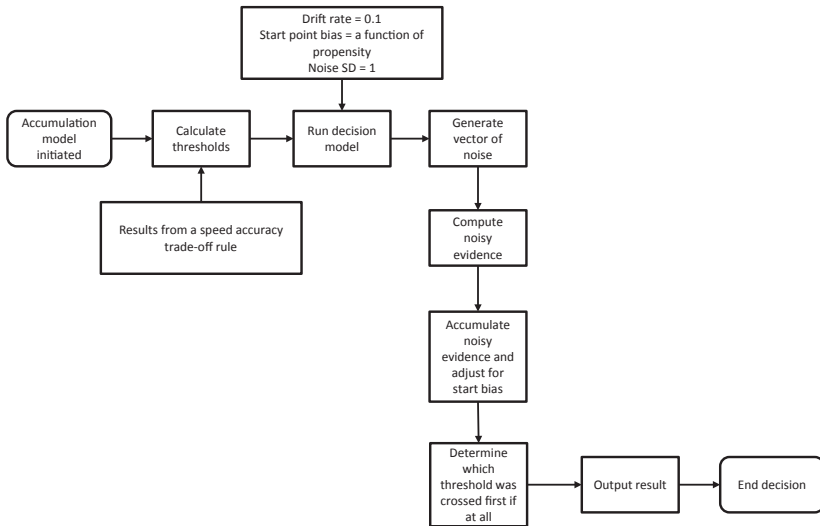 Drift rate = 0.1
Start point bias = a function of
propensity
Noise SD = 1
Accumulation
model
initiated
Calculate
thresholds
Run decision
model
Generate
vector of
noise
Results from a speed accuracy
trade-off rule
Compute
noisy
evidence
Accumulate
noisy
evidence and
adjust for
start bias
Determine
which
threshold was
crossed first if
at all
Output result
End decision